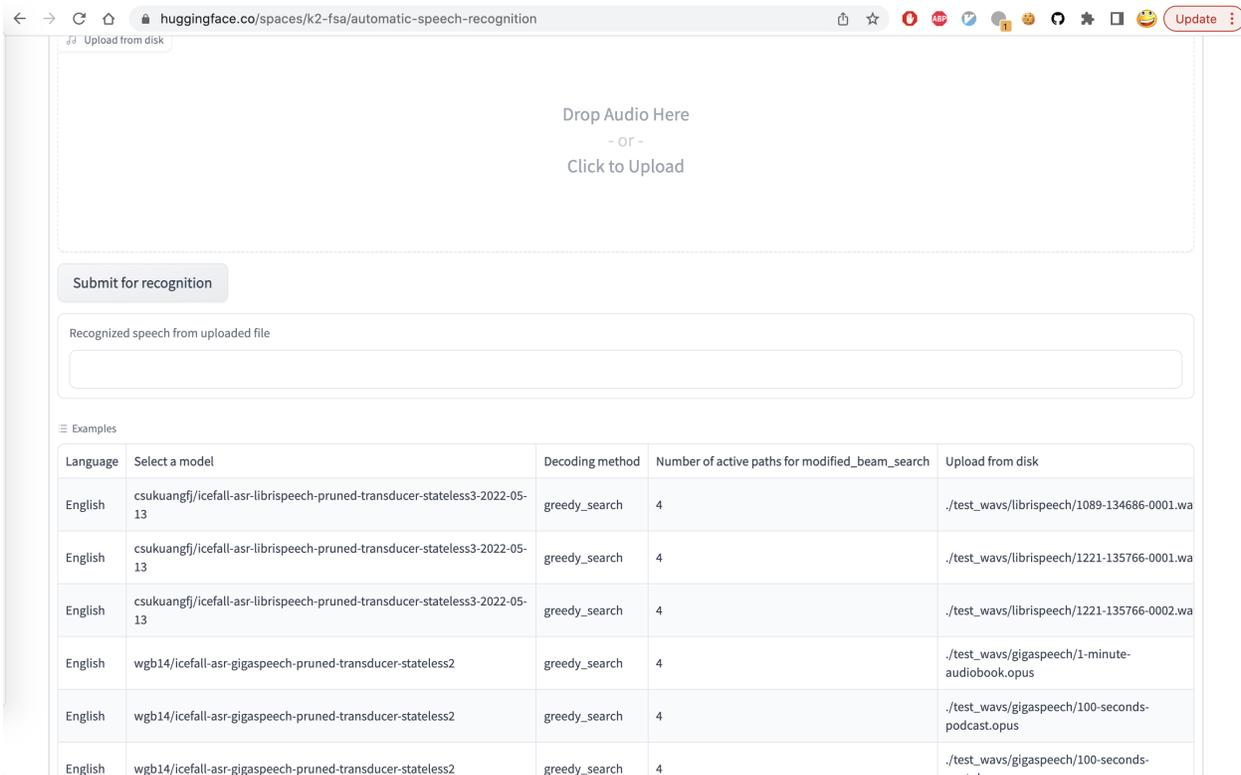 huggingface.co/spaces/k2-fsa/automatic-speech-recognition
ABP
1
Update
Upload from disk
Drop Audio Here
- or -
Click to Upload
Submit for recognition
Recognized speech from uploaded file
Examples
Language Select a model Decoding method Number of active paths for modified_beam_search Upload from disk
csukuangfj/icefall-asr-librispeech-pruned-transducer-stateless3-2022-05-
English greedy_search 4 ./test_wavs/librispeech/1089-134686-0001.wa
13
csukuangfj/icefall-asr-librispeech-pruned-transducer-stateless3-2022-05-
English greedy_search 4 ./test_wavs/librispeech/1221-135766-0001.wa
13
csukuangfj/icefall-asr-librispeech-pruned-transducer-stateless3-2022-05-
English greedy_search 4 ./test_wavs/librispeech/1221-135766-0002.wa
13
./test_wavs/gigaspeech/1-minute-
English wgb14/icefall-asr-gigaspeech-pruned-transducer-stateless2 greedy_search 4
audiobook.opus
./test_wavs/gigaspeech/100-seconds-
English wgb14/icefall-asr-gigaspeech-pruned-transducer-stateless2 greedy_search 4
podcast.opus
./test_wavs/gigaspeech/100-seconds-
English wgb14/icefall-asr-gigaspeech-pruned-transducer-stateless2 greedy_search 4